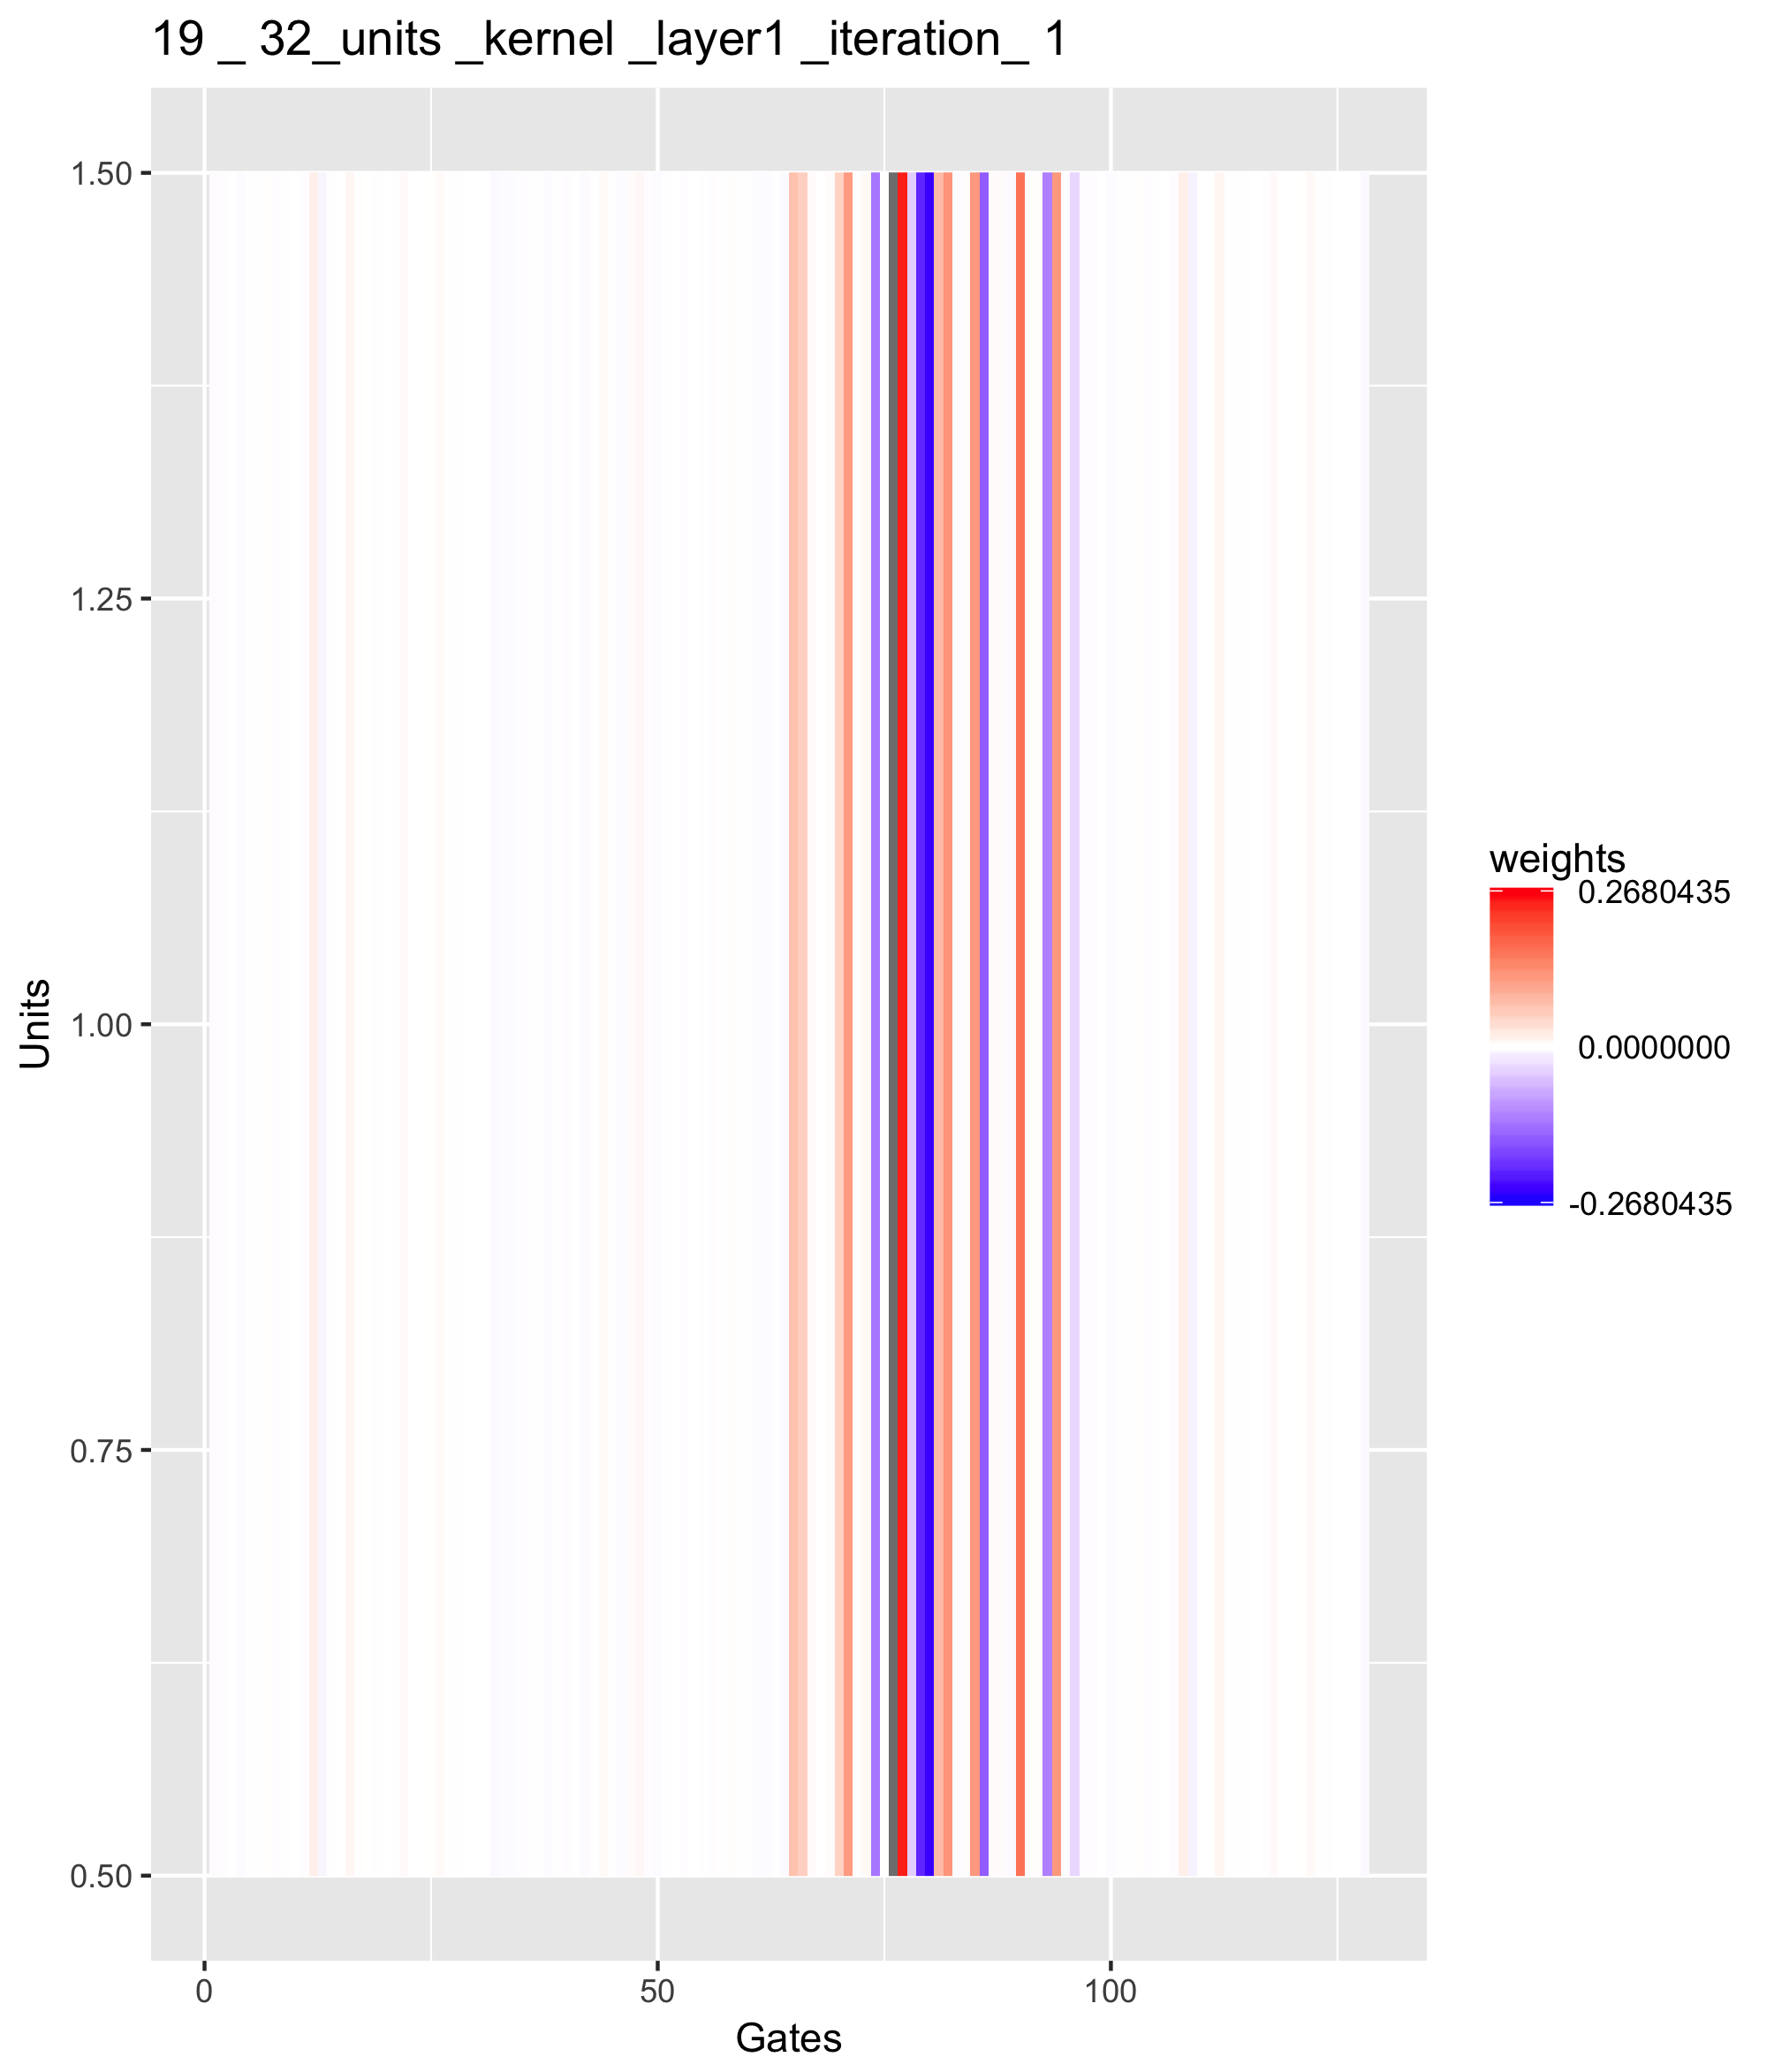 19 _ 32_units _kernel _layer1 _iteration_ 1
1.50
1.25
1.00
0.75
0.50
Units
0
50
100
Gates
weights
0.2680435
0.0000000
-0.2680435